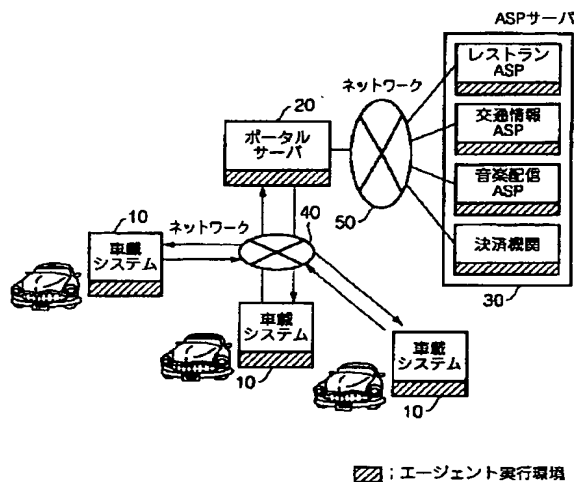 ASPサーバ
レストラン
ASP
交通情報
ASP
音楽配信
ASP
決済機関
30
ネットワーク
50
20
ポータル
サーバ
ネットワーク
40
10
車載
システム
車載
システム
10
車載
システム
10
;エージェント実行環境